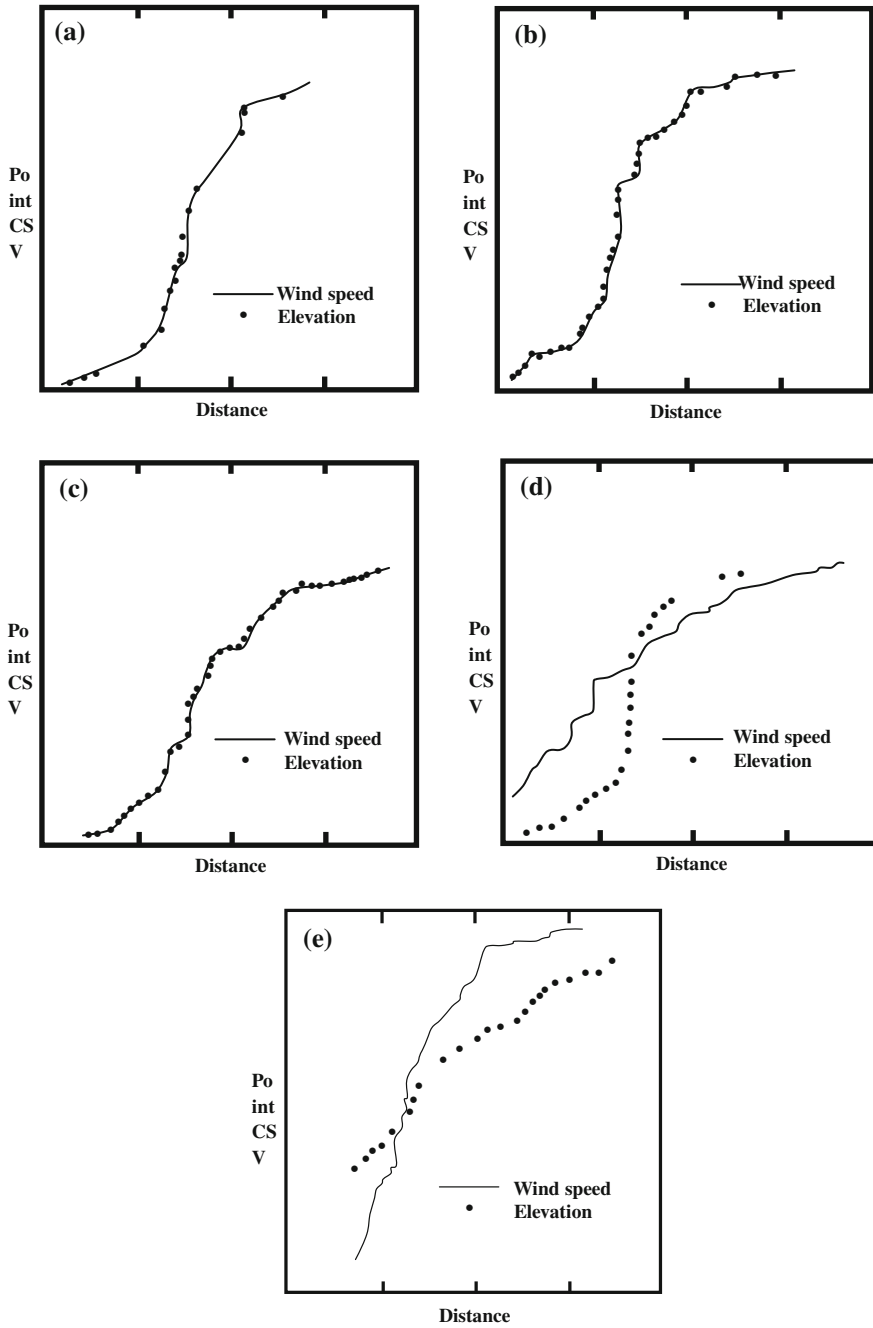 (a)
Po
int
CS
V
Wind speed
Elevation
Distance
(b)
Po
int
CS
V
Wind speed
Elevation
Distance
(c)
Po
int
CS
V
Wind speed
Elevation
Distance
(d)
Po
int
CS
V
Wind speed
Elevation
Distance
(e)
Po
int
CS
V
Wind speed
Elevation
Distance